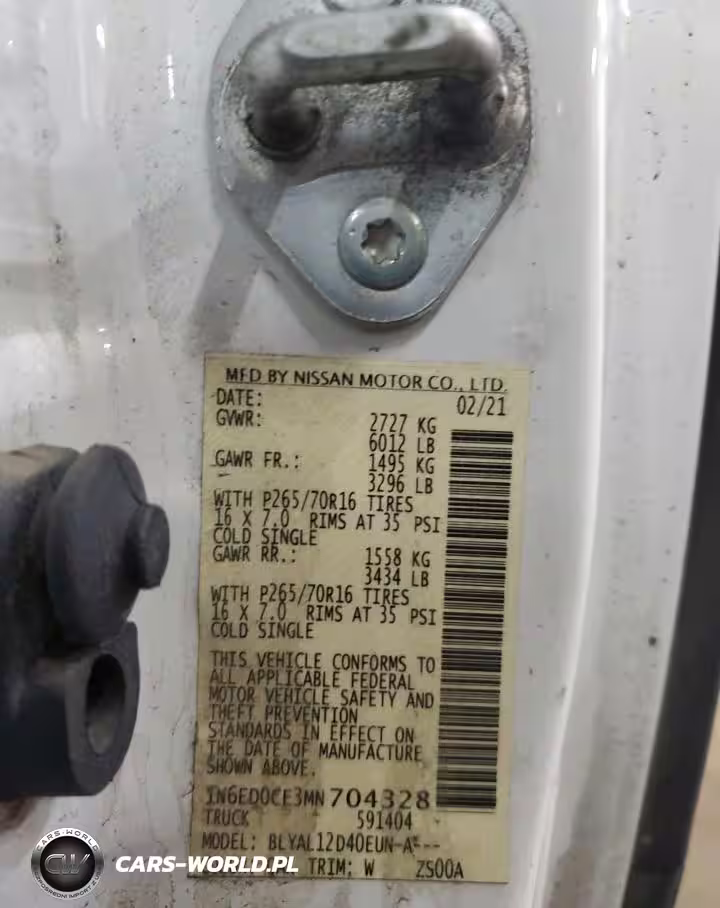 MFD BY NISSAN MOTOR CO., LTD.
DATE: 02/21
GVWR: 2727 KG
6012 LB
GAWR FR.: 1495 KG
3296 LB
WITH P265/70R16 TIRES
16 X 7.0 RIMS AT 35 PSI
COLD SINGLE
GAWR RR.: 1558 KG
3434 LB
WITH P265/70R16 TIRES
16 X 7.0 RIMS AT 35 PSI
COLD SINGLE
THIS VEHICLE CONFORMS TO
ALL APPLICABLE FEDERAL
MOTOR VEHICLE SAFETY AND
THEFT PREVENTION
STANDARDS IN EFFECT ON
THE DATE OF MANUFACTURE
SHOWN ABOVE.
1N6ED0CE3MN704328
TRUCK 591404
MODEL: BLYAL12D40EUN-A---
TRIM: W ZS00A
CARS-WORLD
CW
CARS-WORLD.PL